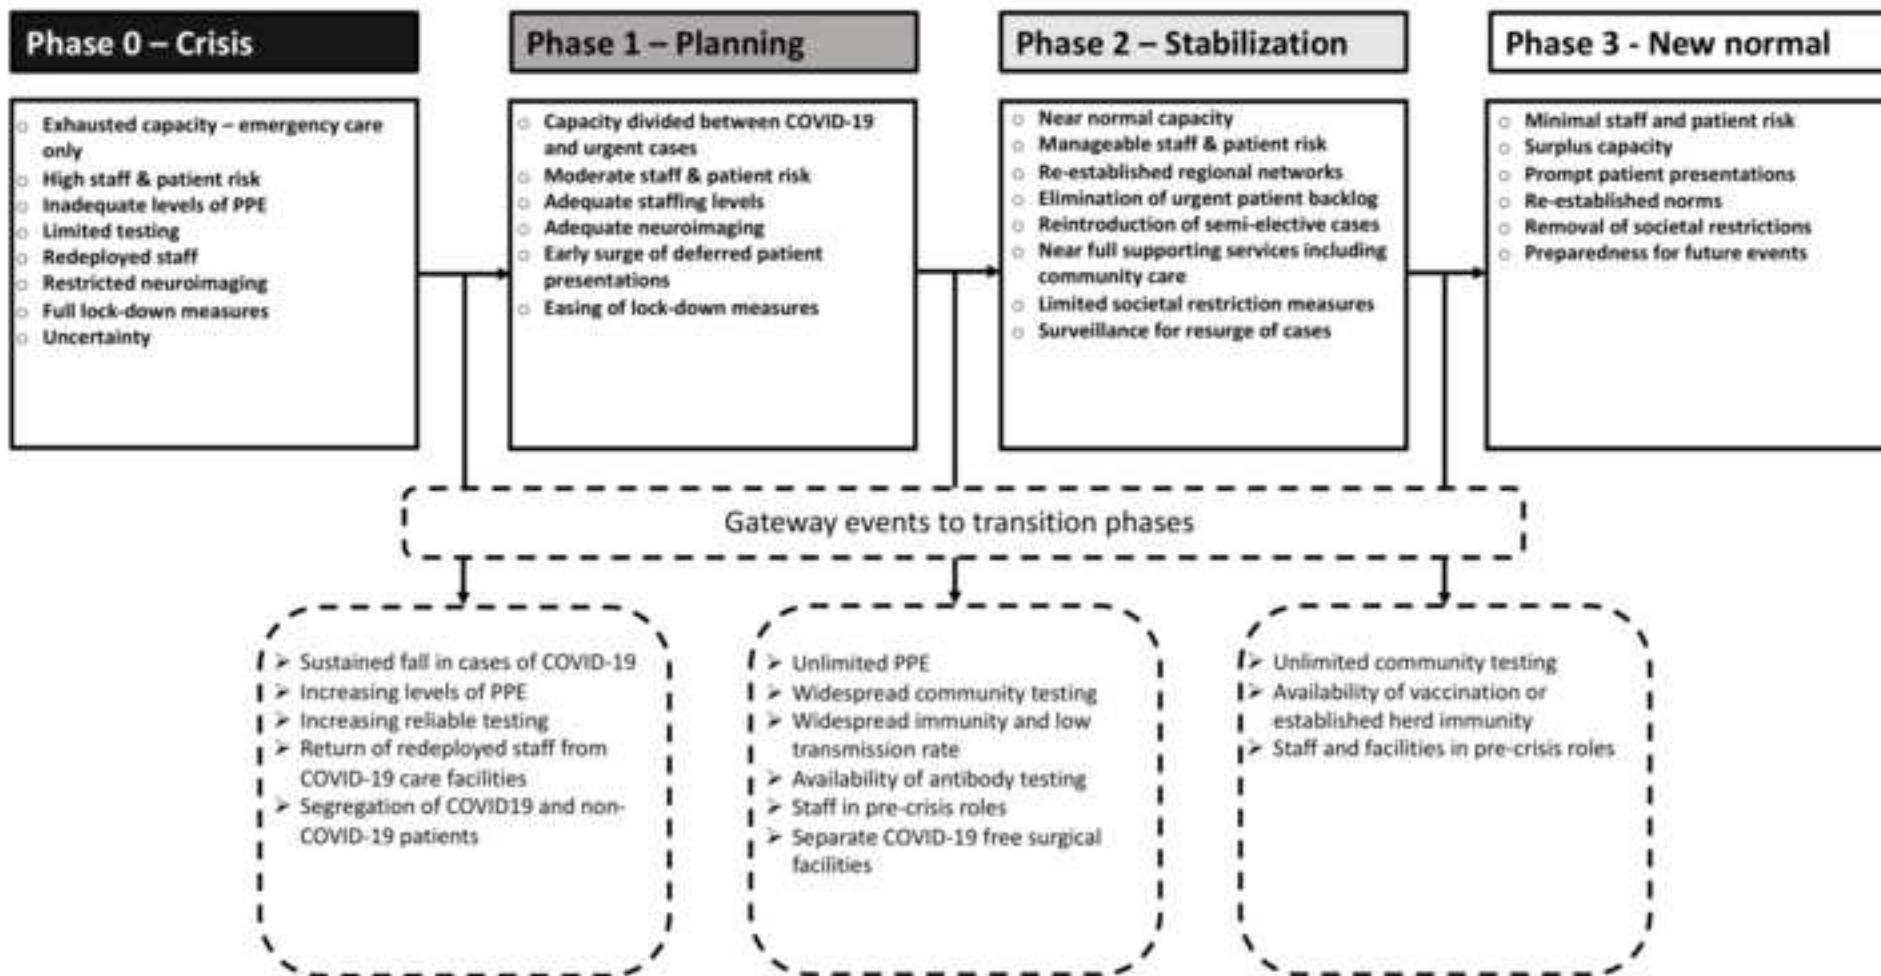 Phase 0 – Crisis
○ Exhausted capacity – emergency care
only
○ High staff & patient risk
○ Inadequate levels of PPE
○ Limited testing
○ Redeployed staff
○ Restricted neuroimaging
○ Full lock-down measures
○ Uncertainty
Phase 1 – Planning
○ Capacity divided between COVID-19
and urgent cases
○ Moderate staff & patient risk
○ Adequate staffing levels
○ Adequate neuroimaging
○ Early surge of deferred patient
presentations
○ Easing of lock-down measures
Phase 2 – Stabilization
○ Near normal capacity
○ Manageable staff & patient risk
○ Re-established regional networks
○ Elimination of urgent patient backlog
○ Reintroduction of semi-elective cases
○ Near full supporting services including
community care
○ Limited societal restriction measures
○ Surveillance for resurge of cases
Phase 3 - New normal
○ Minimal staff and patient risk
○ Surplus capacity
○ Prompt patient presentations
○ Re-established norms
○ Removal of societal restrictions
○ Preparedness for future events
Gateway events to transition phases
➢ Sustained fall in cases of COVID-19
➢ Increasing levels of PPE
➢ Increasing reliable testing
➢ Return of redeployed staff from
COVID-19 care facilities
➢ Segregation of COVID19 and non-
COVID-19 patients
➢ Unlimited PPE
➢ Widespread community testing
➢ Widespread immunity and low
transmission rate
➢ Availability of antibody testing
➢ Staff in pre-crisis roles
➢ Separate COVID-19 free surgical
facilities
➢ Unlimited community testing
➢ Availability of vaccination or
established herd immunity
➢ Staff and facilities in pre-crisis roles